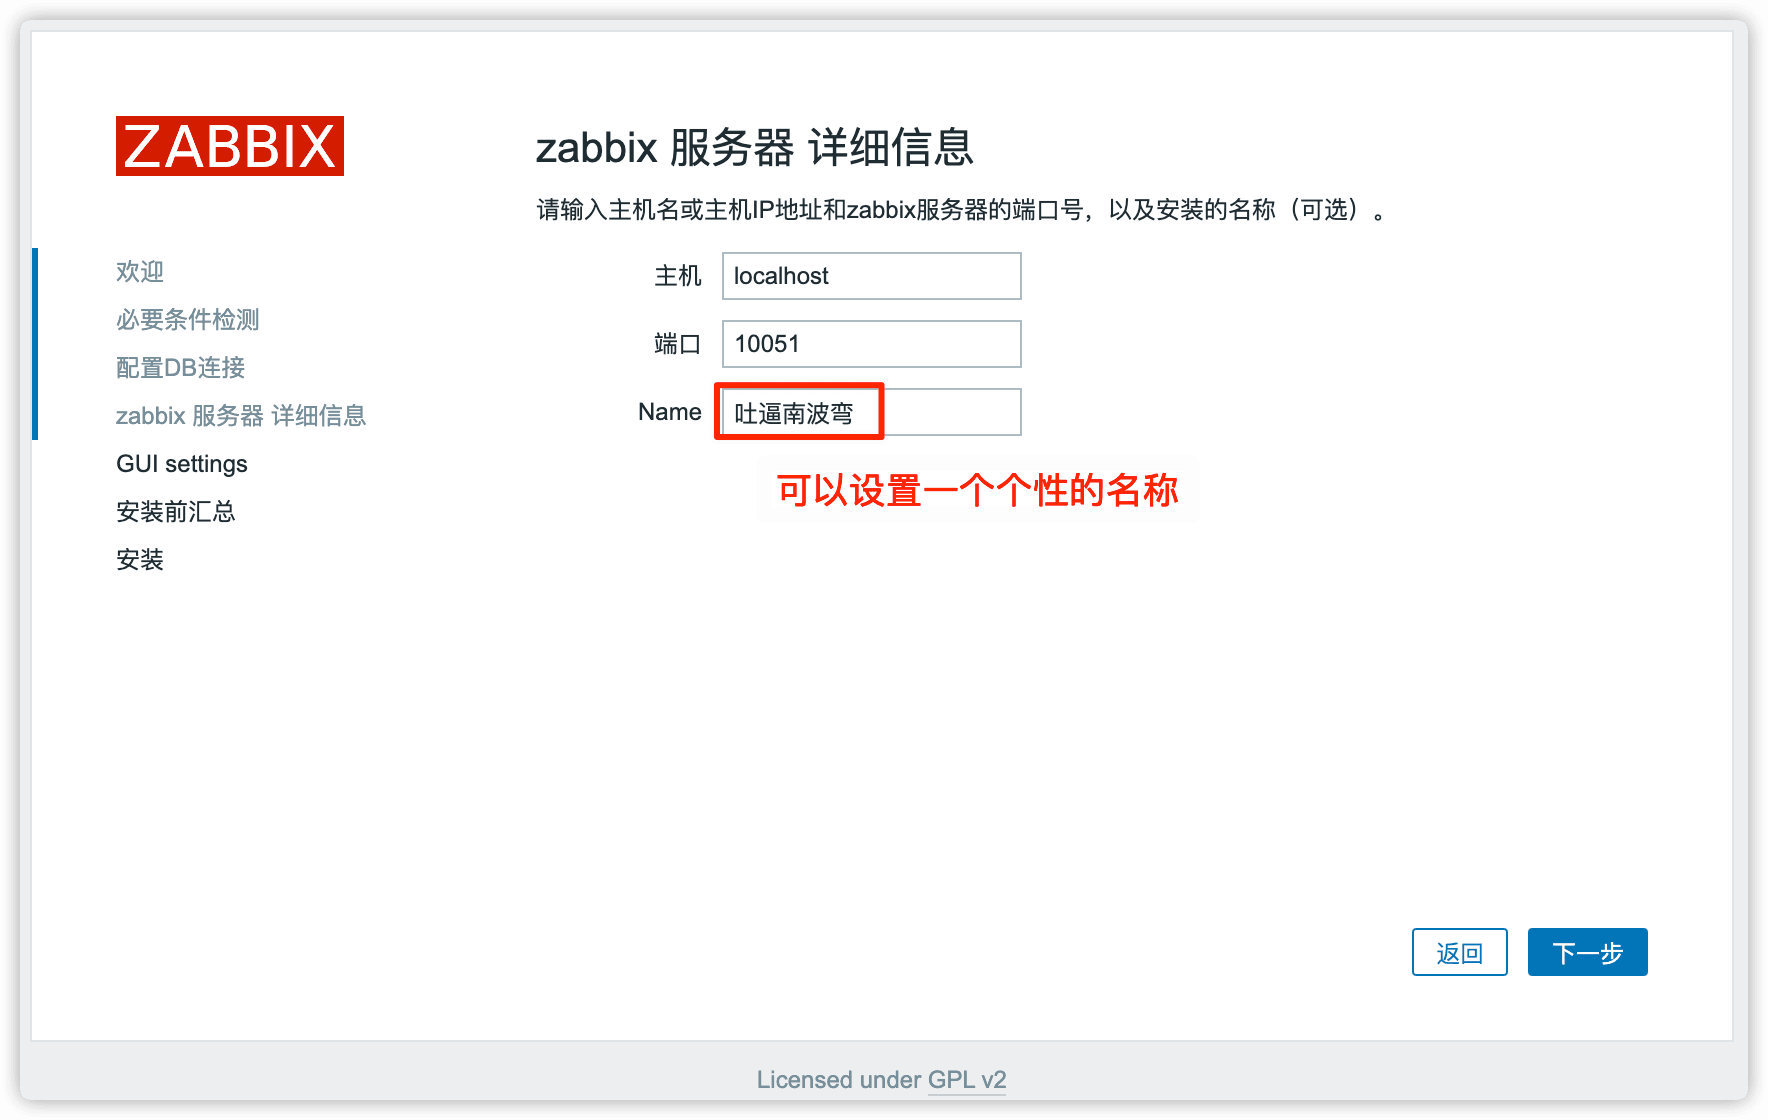 ZABBIX
欢迎
必要条件检测
配置DB连接
zabbix 服务器 详细信息
GUI settings
安装前汇总
安装
zabbix 服务器 详细信息
请输入主机名或主机IP地址和zabbix服务器的端口号，以及安装的名称（可选）。
主机 localhost
端口 10051
Name 吐逼南波弯
可以设置一个个性的名称
返回 下一步
Licensed under GPL v2